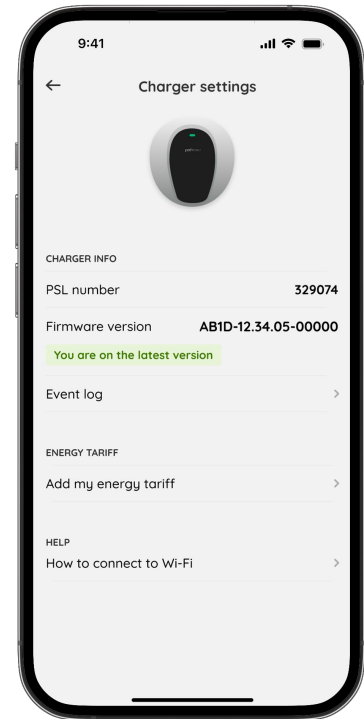 9:41
Charger settings
CHARGER INFO
PSL number 329074
Firmware version AB1D-12.34.05-00000
You are on the latest version
Event log
ENERGY TARIFF
Add my energy tariff
HELP
How to connect to Wi-Fi